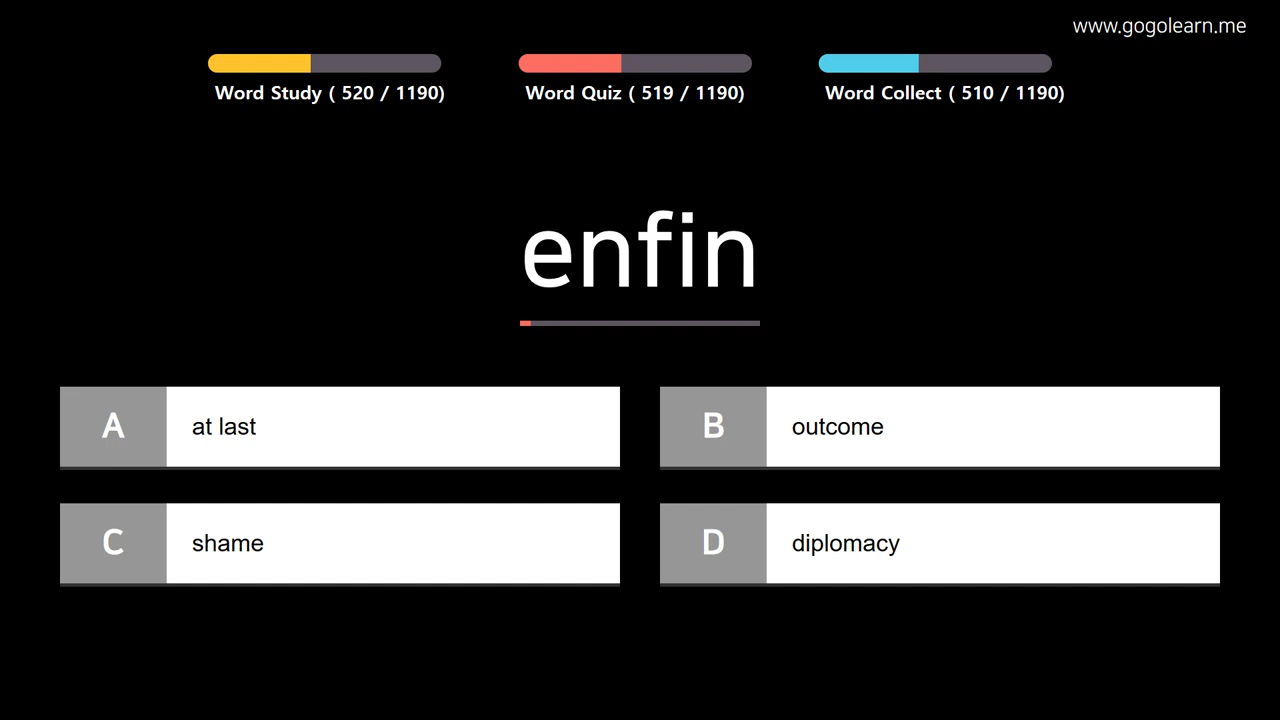 www.gogolearn.me
Word Study ( 520 / 1190)
Word Quiz ( 519 / 1190)
Word Collect ( 510 / 1190)
enfin
A
at last
B
outcome
C
shame
D
diplomacy